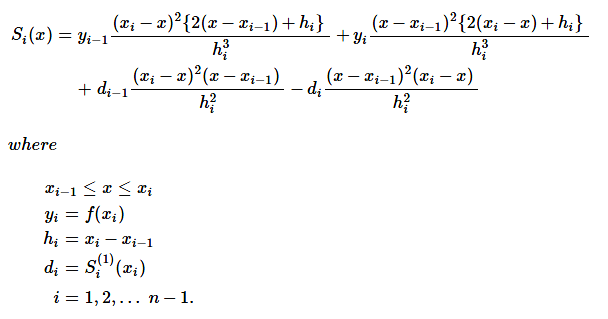 $S_i(x) = y_{i-1}\frac{(x_i - x)^2\{2(x - x_{i-1}) + h_i\}}{h_i^3} + y_i\frac{(x - x_{i-1})^2\{2(x_i - x) + h_i\}}{h_i^3}$
$+ d_{i-1}\frac{(x_i - x)^2(x - x_{i-1})}{h_i^2} - d_i\frac{(x - x_{i-1})^2(x_i - x)}{h_i^2}$
where
$x_{i-1} \leq x \leq x_i$
$y_i = f(x_i)$
$h_i = x_i - x_{i-1}$
$d_i = S_i^{(1)}(x_i)$
$i = 1, 2, \ldots\ n - 1.$